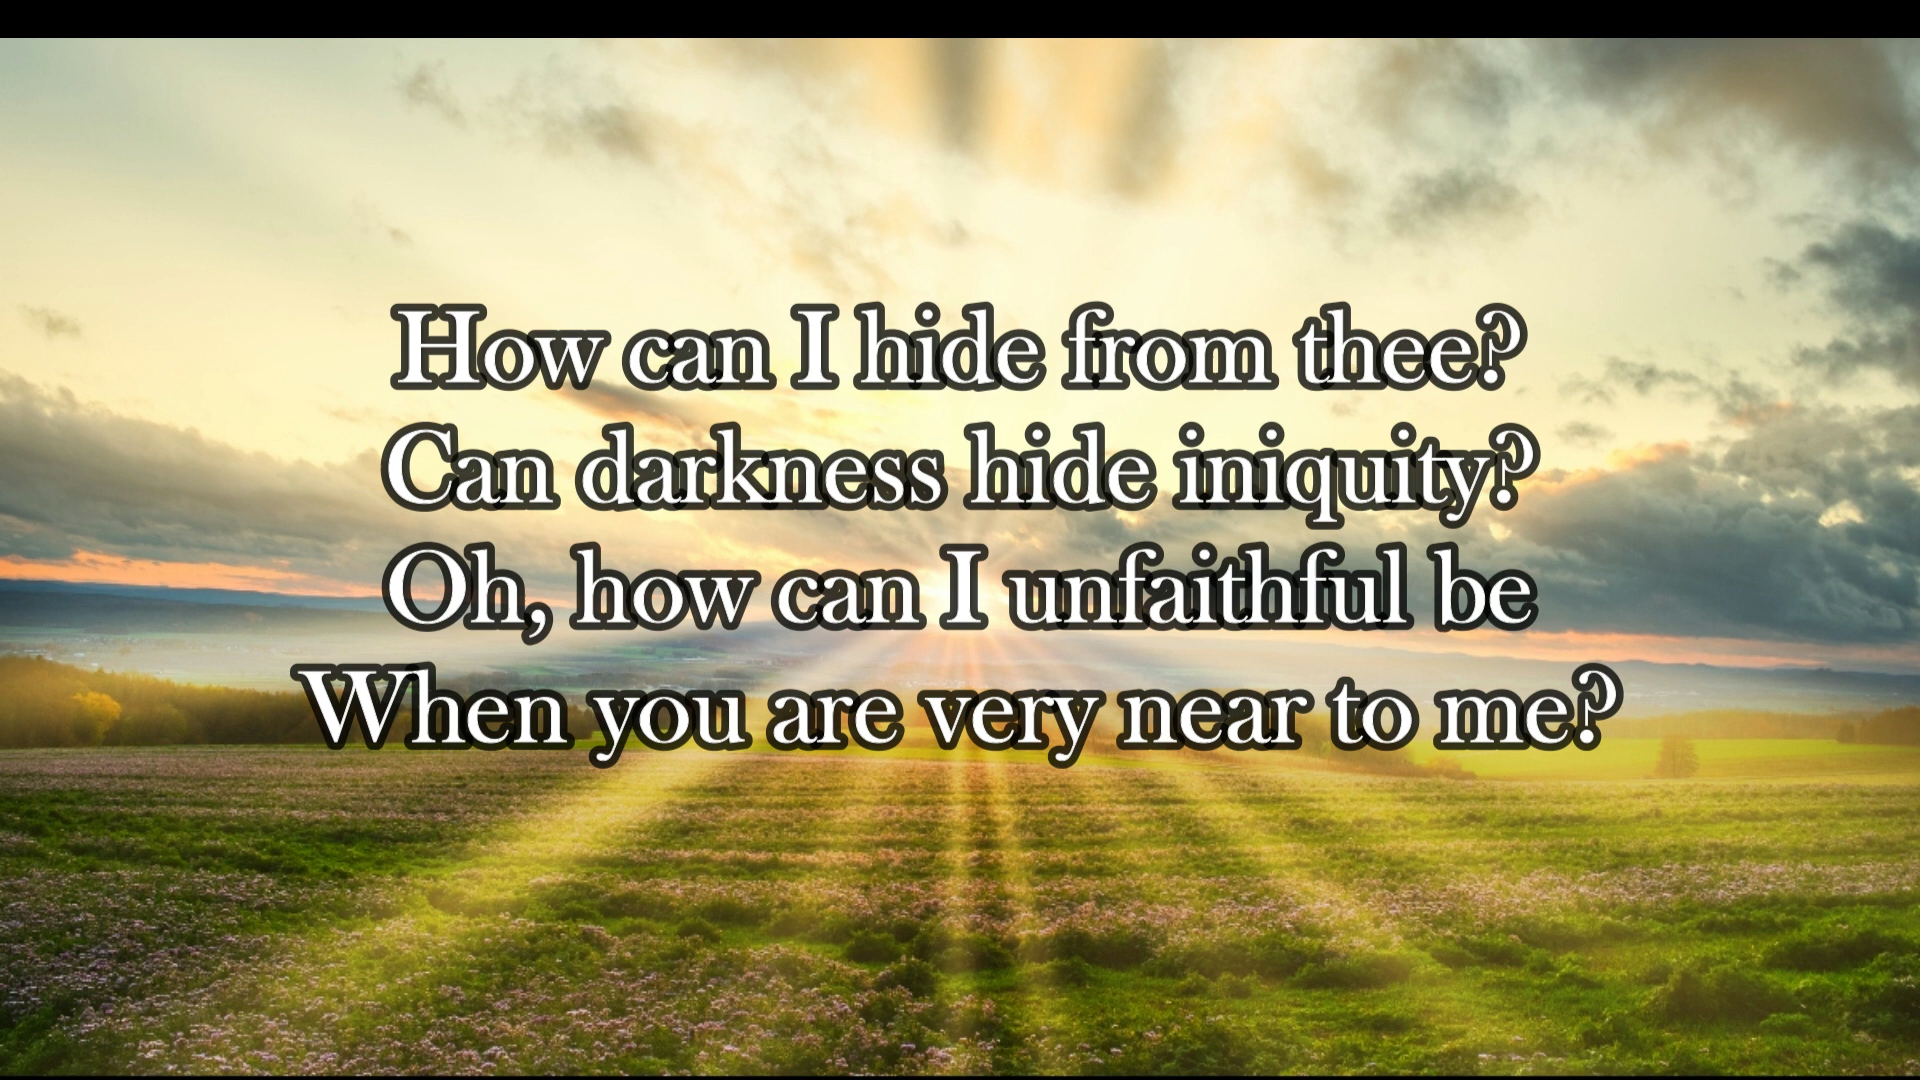 How can I hide from thee?
Can darkness hide iniquity?
Oh, how can I unfaithful be
When you are very near to me?